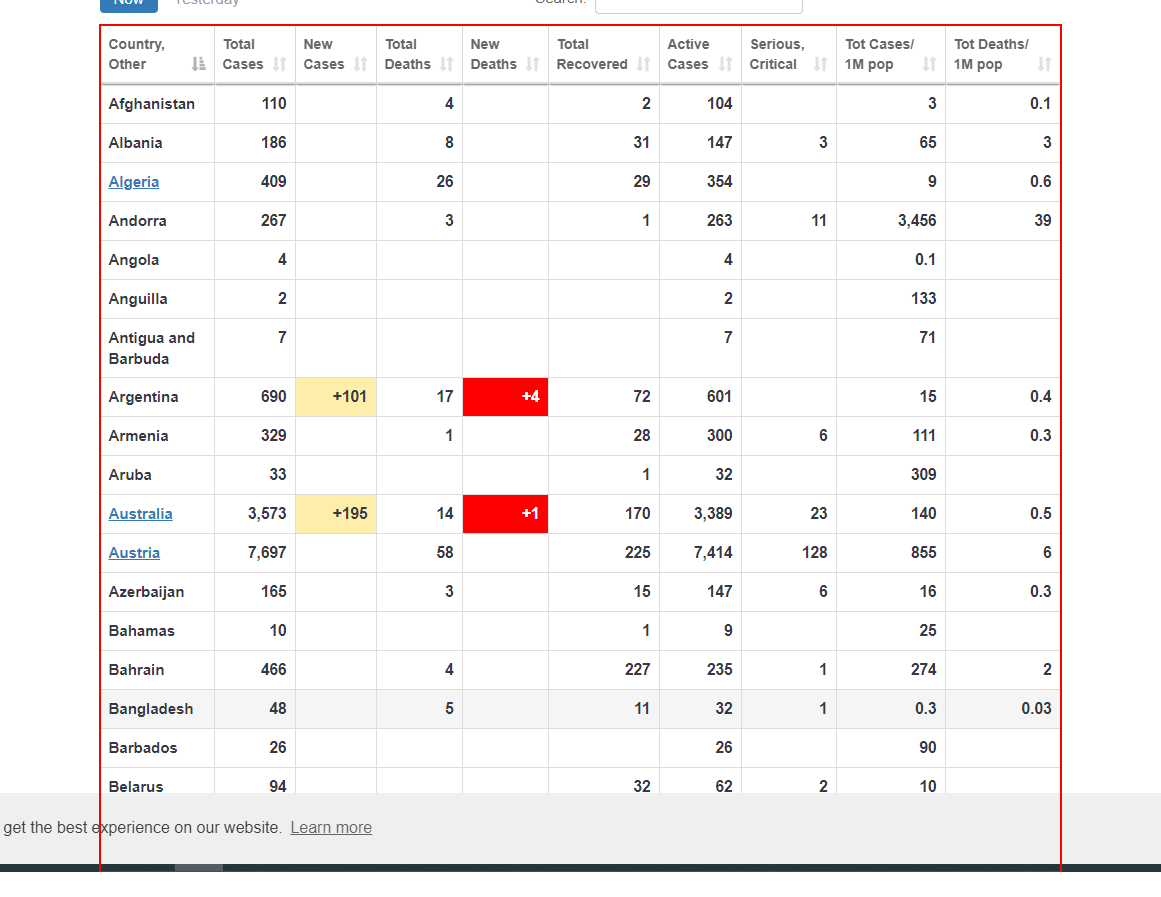 Now Yesterday Search:
Country, Other Total Cases New Cases Total Deaths New Deaths Total Recovered Active Cases Serious, Critical Tot Cases/ 1M pop Tot Deaths/ 1M pop
Afghanistan 110 4 2 104 3 0.1
Albania 186 8 31 147 3 65 3
Algeria 409 26 29 354 9 0.6
Andorra 267 3 1 263 11 3,456 39
Angola 4 4 0.1
Anguilla 2 2 133
Antigua and Barbuda 7 7 71
Argentina 690 +101 17 +4 72 601 15 0.4
Armenia 329 1 28 300 6 111 0.3
Aruba 33 1 32 309
Australia 3,573 +195 14 +1 170 3,389 23 140 0.5
Austria 7,697 58 225 7,414 128 855 6
Azerbaijan 165 3 15 147 6 16 0.3
Bahamas 10 1 9 25
Bahrain 466 4 227 235 1 274 2
Bangladesh 48 5 11 32 1 0.3 0.03
Barbados 26 26 90
Belarus 94 32 62 2 10
get the best experience on our website. Learn more